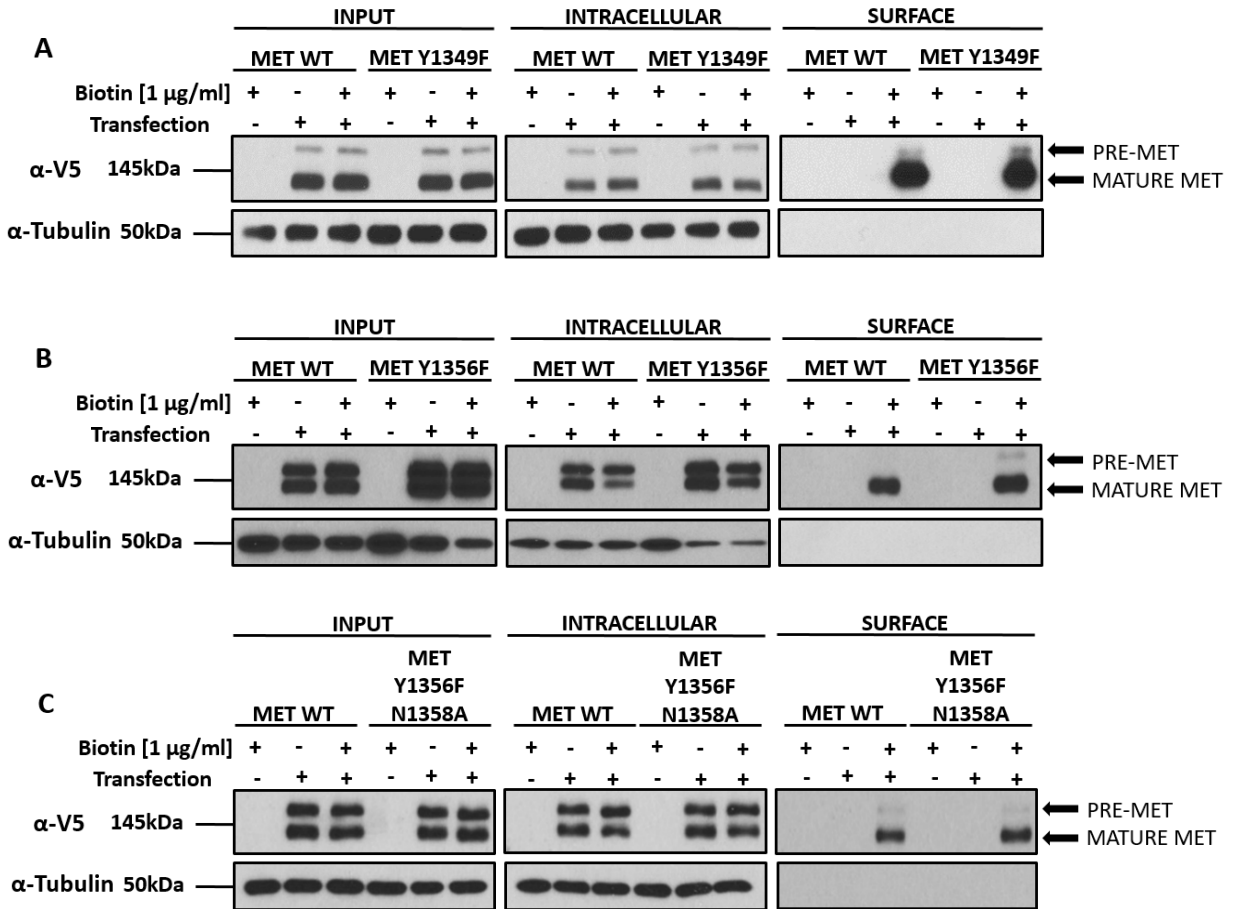 INPUT INTRACELLULAR SURFACE
A
MET WT MET Y1349F MET WT MET Y1349F MET WT MET Y1349F
Biotin [1 µg/ml] + - + + - + + - + + - + + - + + - +
Transfection - + + - + + - + + - + + - + + - + +
α-V5 145kDa PRE-MET
MATURE MET
α-Tubulin 50kDa
INPUT INTRACELLULAR SURFACE
B
MET WT MET Y1356F MET WT MET Y1356F MET WT MET Y1356F
Biotin [1 µg/ml] + - + + - + + - + + - + + - + + - +
Transfection - + + - + + - + + - + + - + + - + +
α-V5 145kDa PRE-MET
MATURE MET
α-Tubulin 50kDa
INPUT INTRACELLULAR SURFACE
MET MET MET
Y1356F Y1356F Y1356F
C
MET WT N1358A MET WT N1358A MET WT N1358A
Biotin [1 µg/ml] + - + + - + + - + + - + + - + + - +
Transfection - + + - + + - + + - + + - + + - + +
α-V5 145kDa PRE-MET
MATURE MET
α-Tubulin 50kDa